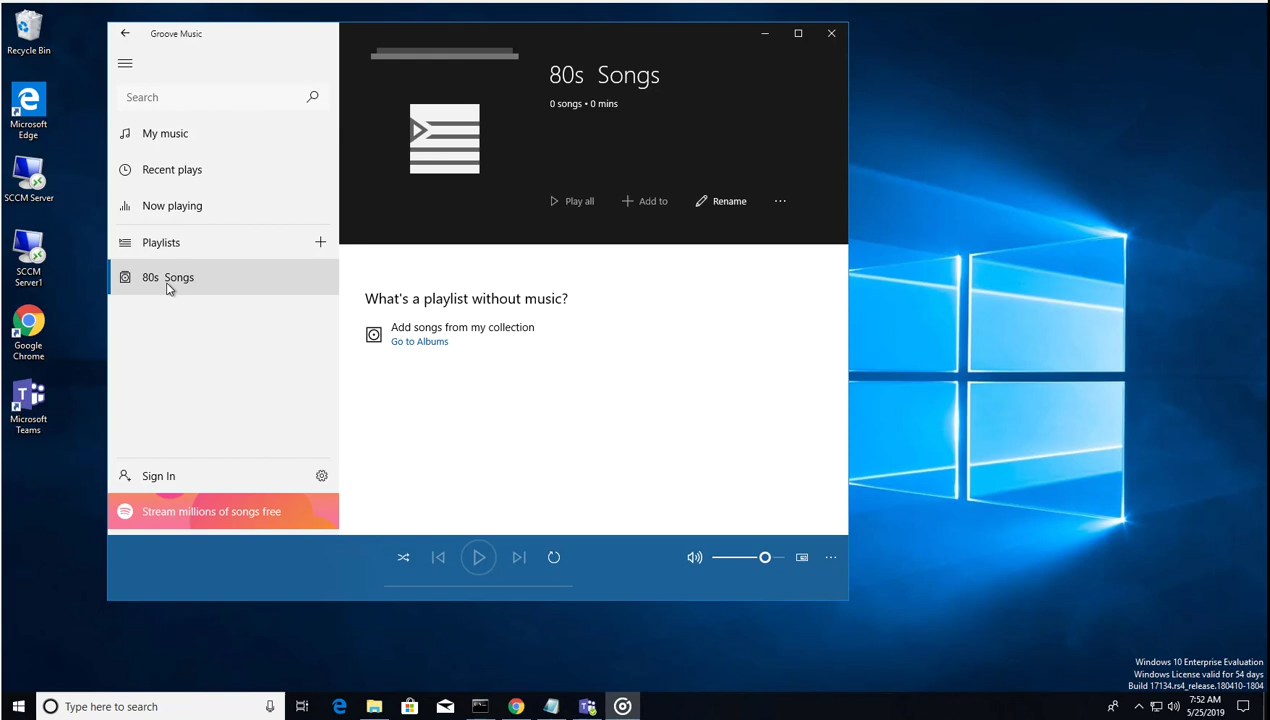 Recycle Bin
Microsoft
Edge
SCCM Server
SCCM
Server1
Google
Chrome
Microsoft
Teams
Groove Music
Search
My music
Recent plays
Now playing
Playlists
80s Songs
Sign In
Stream millions of songs free
80s Songs
0 songs • 0 mins
Play all
Add to
Rename
What's a playlist without music?
Add songs from my collection
Go to Albums
Windows 10 Enterprise Evaluation
Windows License valid for 54 days
Build 17134.rs4_release.180410-1804
Type here to search
7:52 AM
5/25/2019